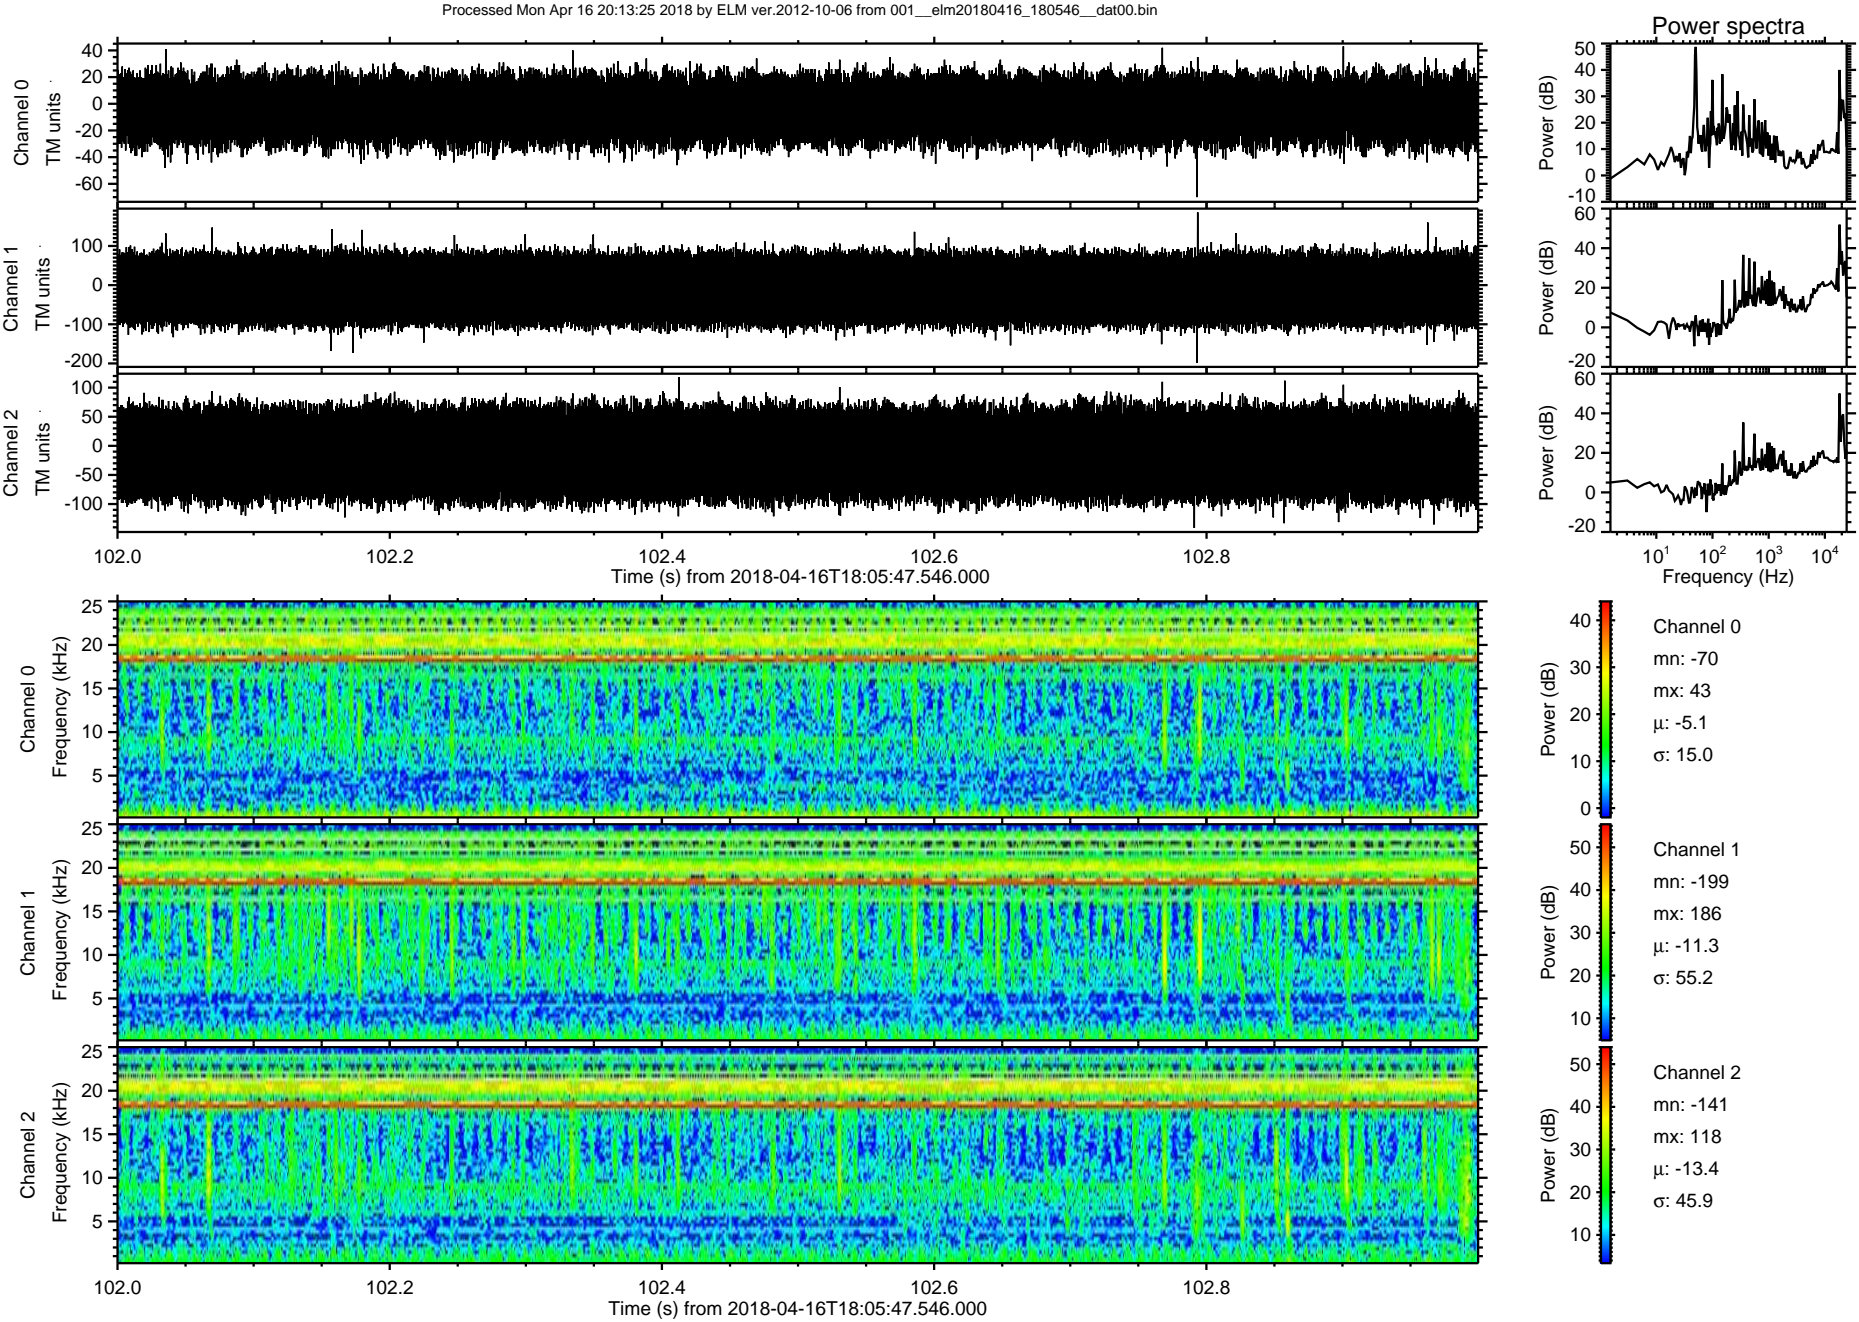 Processed Mon Apr 16 20:13:25 2018 by ELM ver.2012-10-06 from 001__elm20180416_180546__dat00.bin
Power spectra
Channel 0
TM units
40
20
0
-20
-40
-60
Power (dB)
50
40
30
20
10
0
-10
Channel 1
TM units
100
0
-100
-200
Power (dB)
60
40
20
0
-20
Channel 2
TM units
100
50
0
-50
-100
Power (dB)
60
40
20
0
-20
102.0 102.2 102.4 102.6 102.8
Time (s) from 2018-04-16T18:05:47.546.000
10¹ 10² 10³ 10⁴
Frequency (Hz)
Channel 0
Frequency (kHz)
25
20
15
10
5
Power (dB)
40
30
20
10
0
Channel 0
mn: -70
mx: 43
μ: -5.1
σ: 15.0
Channel 1
Frequency (kHz)
25
20
15
10
5
Power (dB)
50
40
30
20
10
Channel 1
mn: -199
mx: 186
μ: -11.3
σ: 55.2
Channel 2
Frequency (kHz)
25
20
15
10
5
Power (dB)
50
40
30
20
10
Channel 2
mn: -141
mx: 118
μ: -13.4
σ: 45.9
102.0 102.2 102.4 102.6 102.8
Time (s) from 2018-04-16T18:05:47.546.000